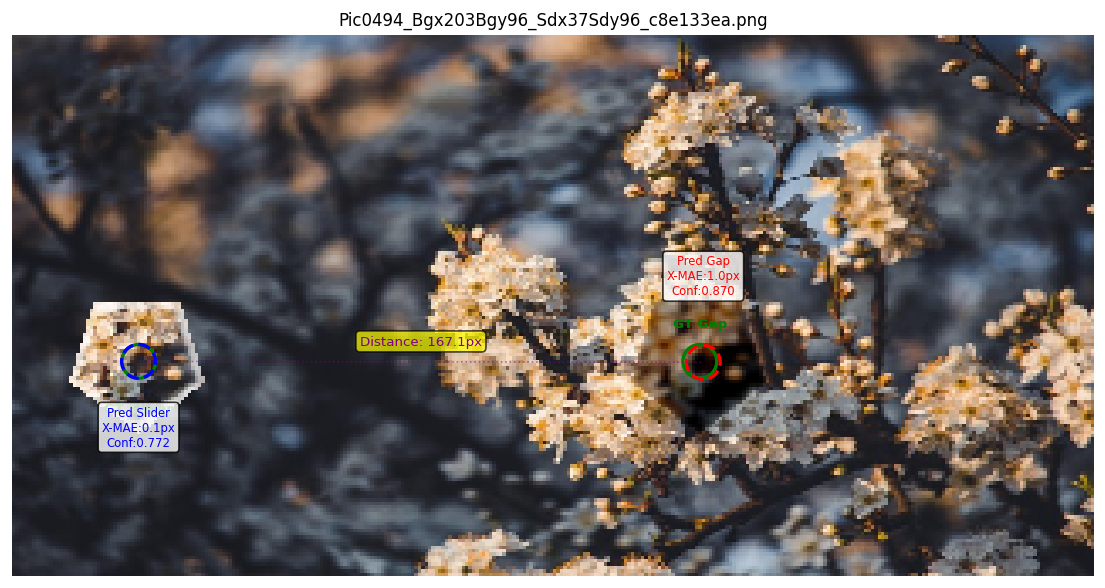 Pic0494_Bgx203Bgy96_Sdx37Sdy96_c8e133ea.png
Pred Gap
X-MAE:1.0px
Conf:0.870
GT Gap
Distance: 167.1px
Pred Slider
X-MAE:0.1px
Conf:0.772